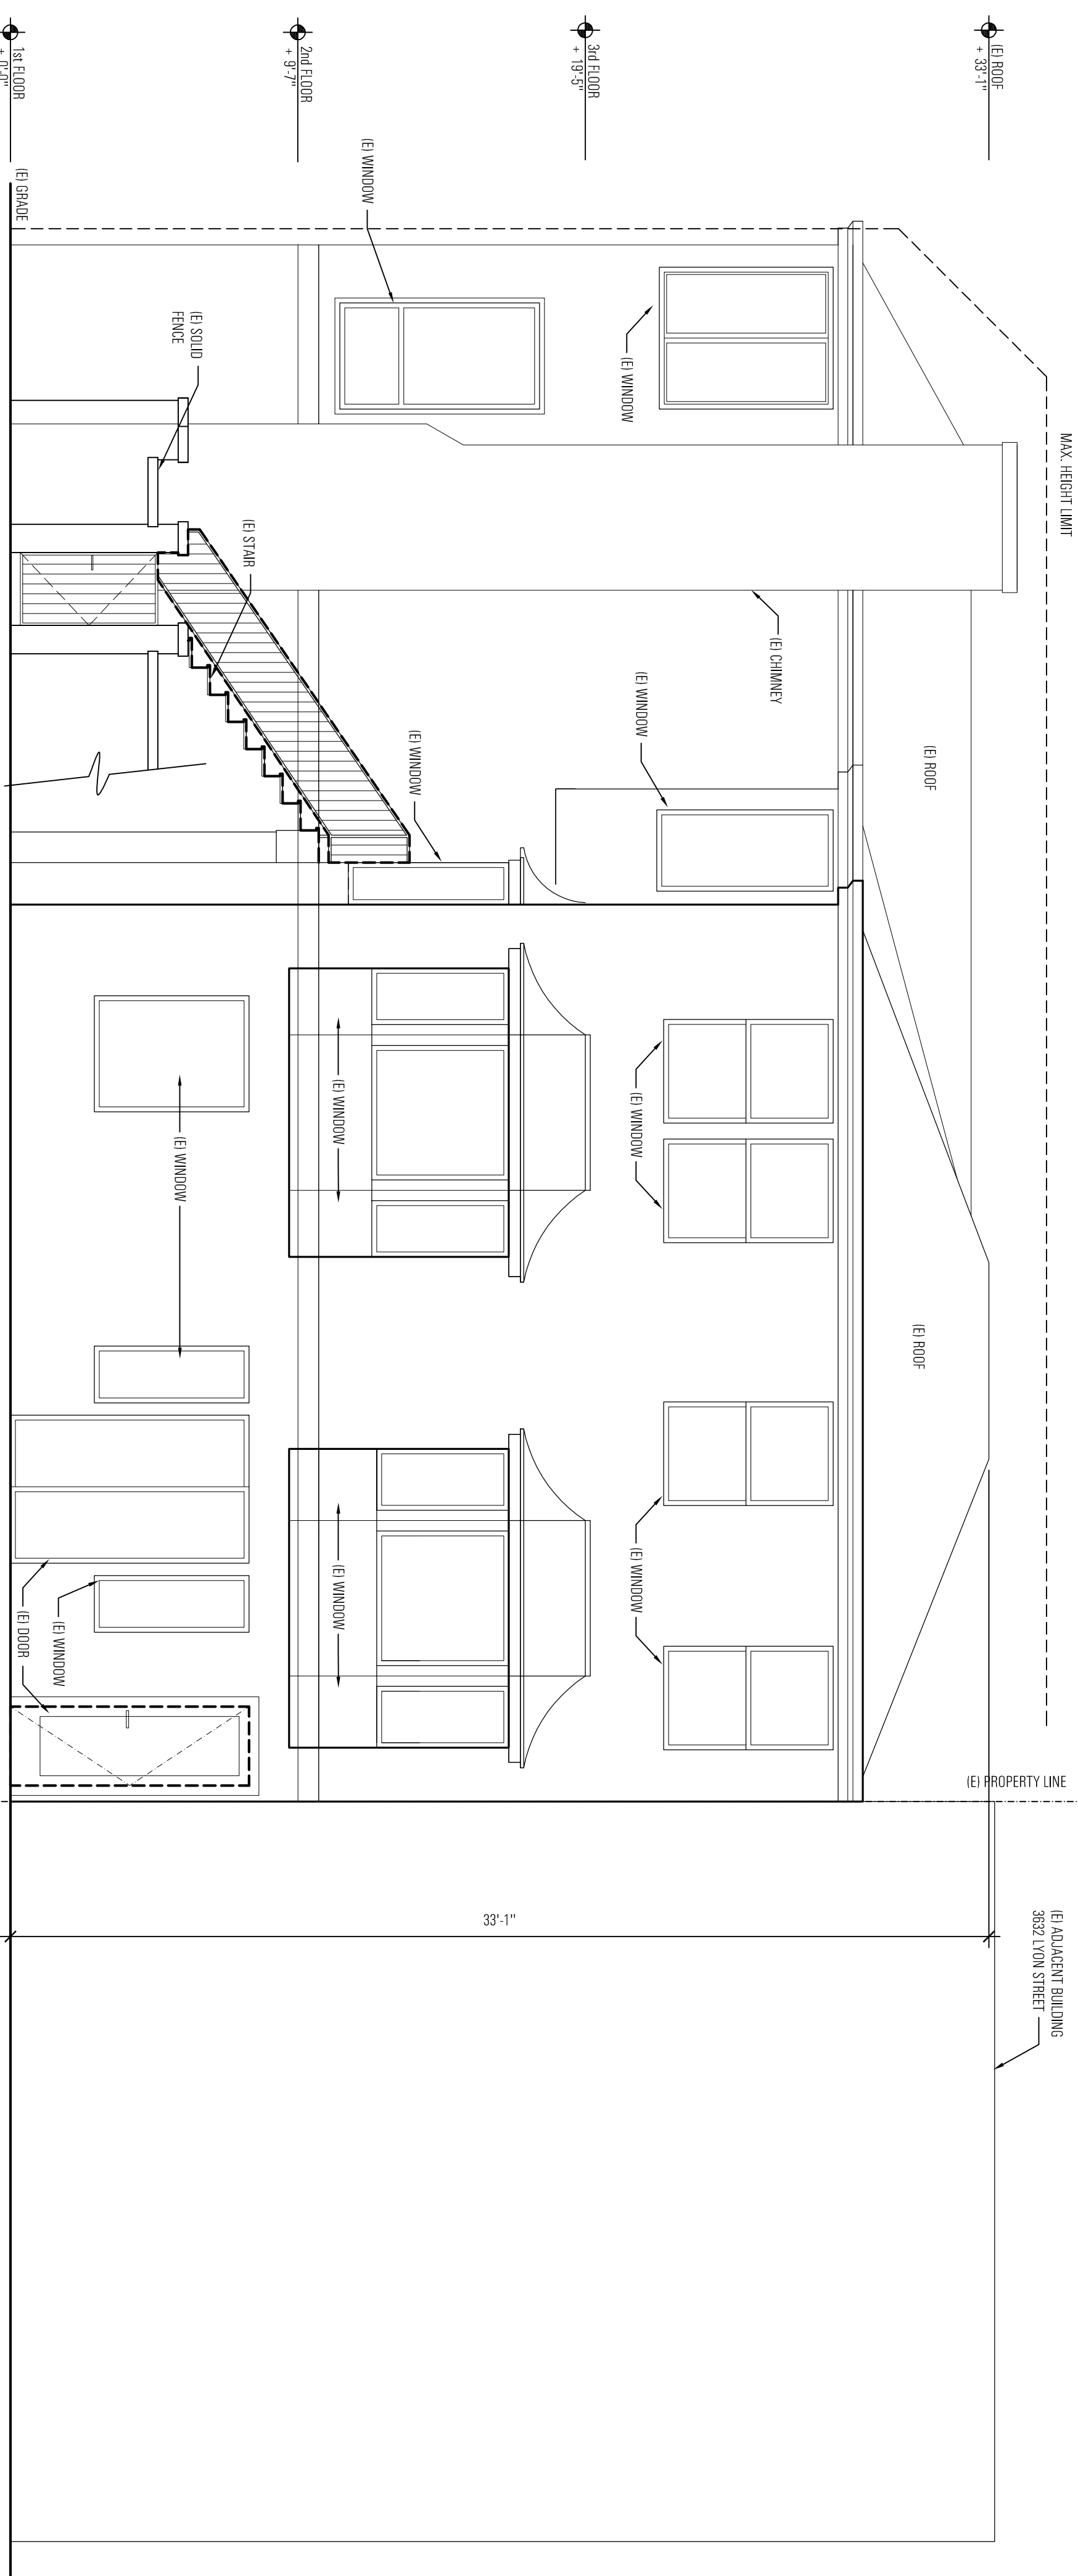 MAX. HEIGHT LIMIT
(E) ROOF
+ 33'-1"
3rd FLOOR
+ 19'-5"
2nd FLOOR
+ 9'-7"
1st FLOOR
+ 0'-0"
(E) GRADE
(E) WINDOW
(E) WINDOW
(E) SOLID
FENCE
(E) STAIR
(E) CHIMNEY
(E) WINDOW
(E) WINDOW
(E) ROOF
(E) ROOF
(E) WINDOW
(E) WINDOW
(E) WINDOW
(E) WINDOW
(E) WINDOW
(E) WINDOW
(E) DOOR
(E) PROPERTY LINE
33'-1"
(E) ADJACENT BUILDING
3632 LYON STREET